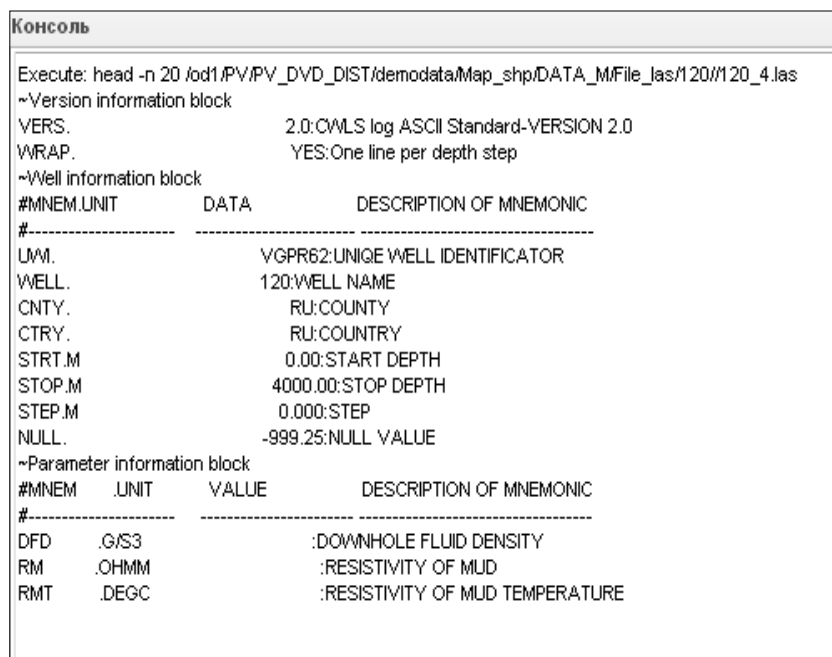 Консоль
Execute: head -n 20 /od1/PV/PV_DVD_DIST/demodata/Map_shp/DATA_M/File_las/120//120_4.las
~Version information block
VERS. 2.0:CWLS log ASCII Standard-VERSION 2.0
WRAP. YES:One line per depth step
~Well information block
#MNEM.UNIT DATA DESCRIPTION OF MNEMONIC
#---------------------- ------------------------ -----------------------------------
UWI. VGPR62:UNIQE WELL IDENTIFICATOR
WELL. 120:WELL NAME
CNTY. RU:COUNTY
CTRY. RU:COUNTRY
STRT.M 0.00:START DEPTH
STOP.M 4000.00:STOP DEPTH
STEP.M 0.000:STEP
NULL. -999.25:NULL VALUE
~Parameter information block
#MNEM .UNIT VALUE DESCRIPTION OF MNEMONIC
#---------------------- ----------------------- -----------------------------------
DFD .G/S3 :DOWNHOLE FLUID DENSITY
RM .OHMM :RESISTIVITY OF MUD
RMT .DEGC :RESISTIVITY OF MUD TEMPERATURE